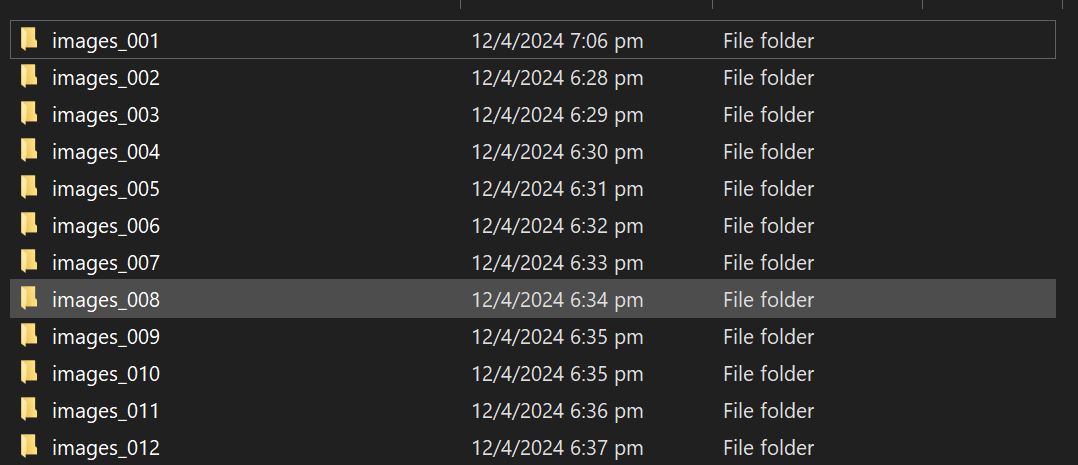 images_001 12/4/2024 7:06 pm File folder
images_002 12/4/2024 6:28 pm File folder
images_003 12/4/2024 6:29 pm File folder
images_004 12/4/2024 6:30 pm File folder
images_005 12/4/2024 6:31 pm File folder
images_006 12/4/2024 6:32 pm File folder
images_007 12/4/2024 6:33 pm File folder
images_008 12/4/2024 6:34 pm File folder
images_009 12/4/2024 6:35 pm File folder
images_010 12/4/2024 6:35 pm File folder
images_011 12/4/2024 6:36 pm File folder
images_012 12/4/2024 6:37 pm File folder